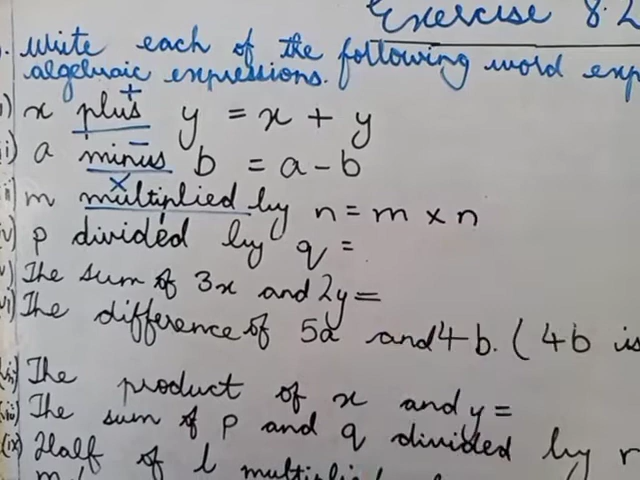 Exercise 8.2
. Write each of the following word exp
algebraic expressions.
i) x plus y = x + y
+
ii) a minus b = a - b
−
iii) m multiplied by n = m × n
×
iv) p divided by q =
v) The sum of 3x and 2y =
vi) The difference of 5a and 4b. (4b is
vii) The product of x and y =
viii) The sum of p and q divided by r
(ix) Half of l multiplied